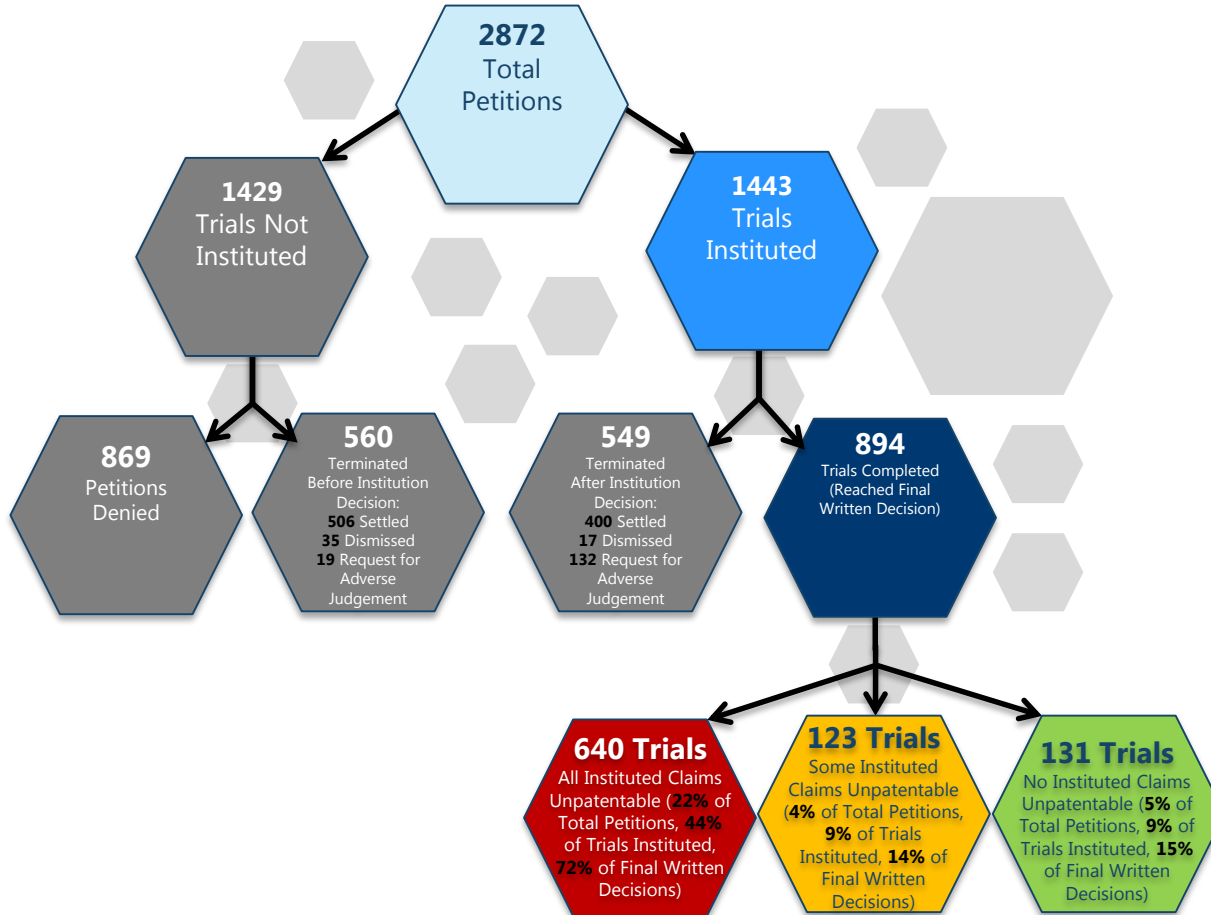 2872
Total
Petitions
1429
Trials Not
Instituted
1443
Trials
Instituted
869
Petitions
Denied
560
Terminated
Before Institution
Decision:
506 Settled
35 Dismissed
19 Request for
Adverse
Judgement
549
Terminated
After Institution
Decision:
400 Settled
17 Dismissed
132 Request for
Adverse
Judgement
894
Trials Completed
(Reached Final
Written Decision)
640 Trials
All Instituted Claims
Unpatentable (22% of
Total Petitions, 44%
of Trials Instituted,
72% of Final Written
Decisions)
123 Trials
Some Instituted
Claims Unpatentable
(4% of Total Petitions,
9% of Trials
Instituted, 14% of
Final Written
Decisions)
131 Trials
No Instituted Claims
Unpatentable (5% of
Total Petitions, 9% of
Trials Instituted, 15%
of Final Written
Decisions)